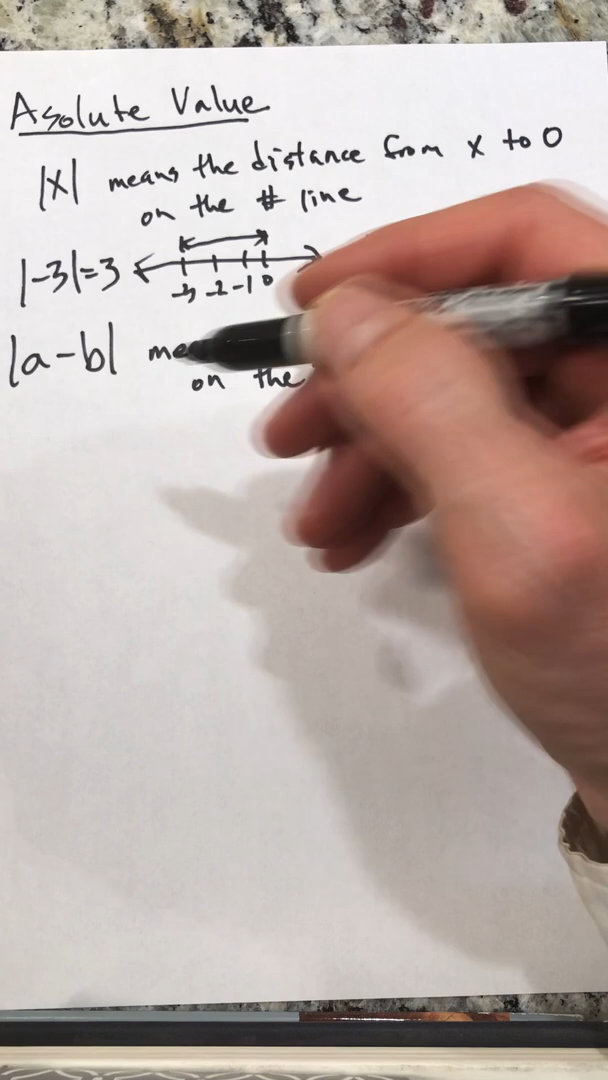 Asolute Value
|x| means the distance from x to 0
on the # line
|-3|=3
-3 -2 -1 0
|a-b|
on the